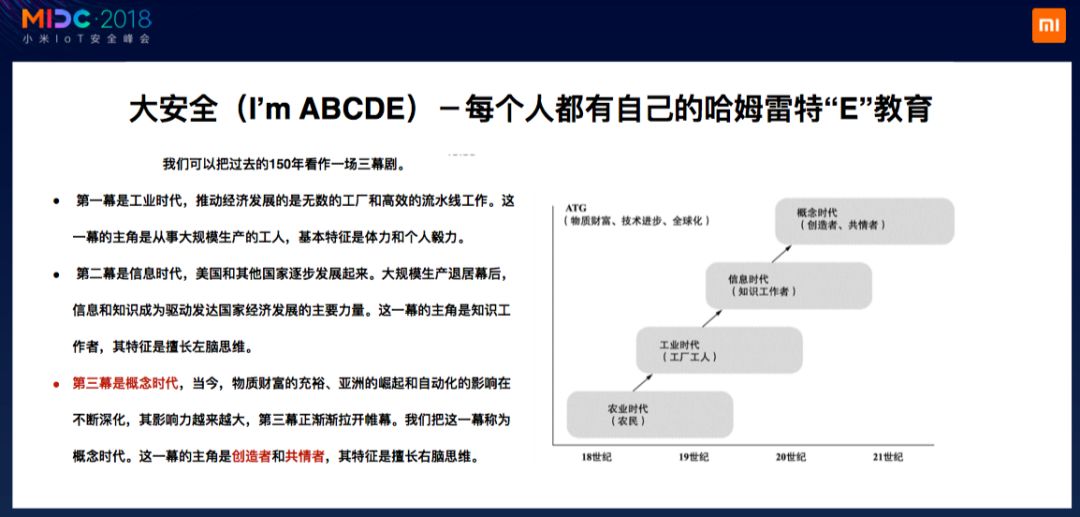 MIDC·2018
小米IoT安全峰会
mi
大安全（I’m ABCDE）－每个人都有自己的哈姆雷特“E”教育
我们可以把过去的150年看作一场三幕剧。
● 第一幕是工业时代，推动经济发展的是无数的工厂和高效的流水线工作。这
一幕的主角是从事大规模生产的工人，基本特征是体力和个人毅力。
● 第二幕是信息时代，美国和其他国家逐步发展起来。大规模生产退居幕后，
信息和知识成为驱动发达国家经济发展的主要力量。这一幕的主角是知识工
作者，其特征是擅长左脑思维。
● 第三幕是概念时代，当今，物质财富的充裕、亚洲的崛起和自动化的影响在
不断深化，其影响力越来越大，第三幕正渐渐拉开帷幕。我们把这一幕称为
概念时代。这一幕的主角是创造者和共情者，其特征是擅长右脑思维。
ATG
（物质财富、技术进步、全球化）
概念时代
（创造者、共情者）
信息时代
（知识工作者）
工业时代
（工厂工人）
农业时代
（农民）
18世纪 19世纪 20世纪 21世纪